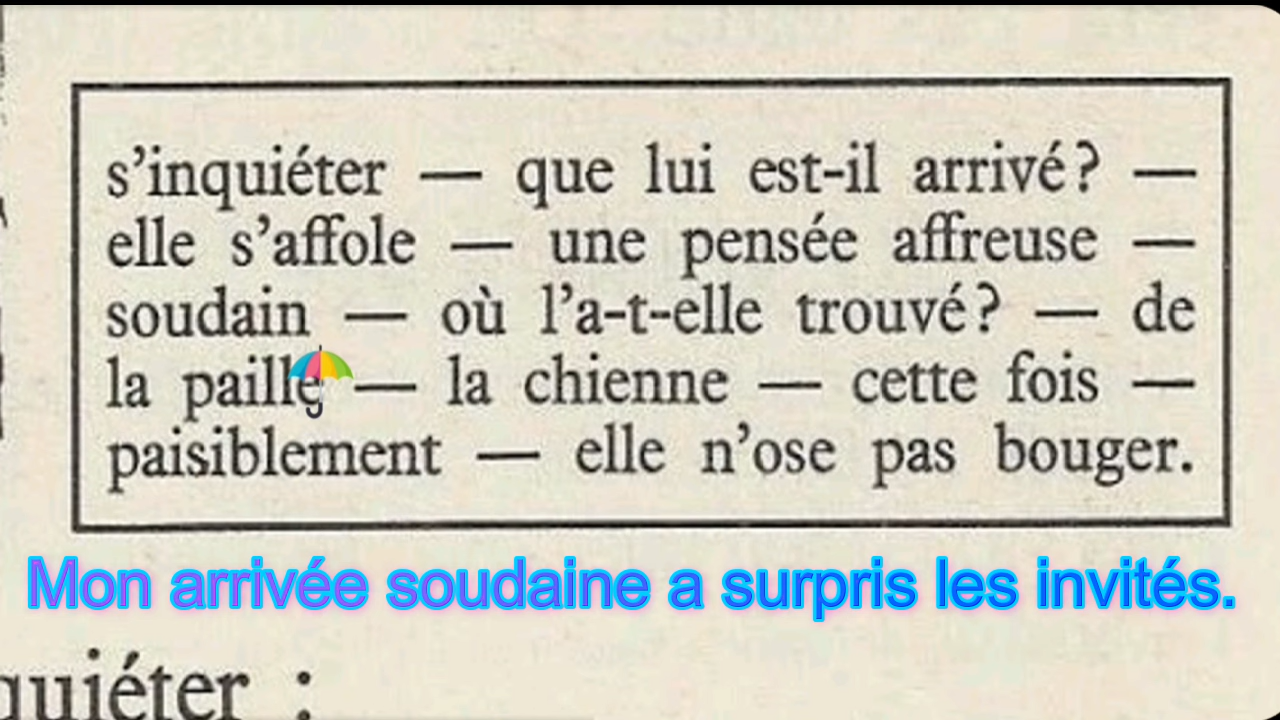 s'inquiéter — que lui est-il arrivé? —
elle s'affole — une pensée affreuse —
soudain — où l'a-t-elle trouvé? — de
la paille — la chienne — cette fois —
paisiblement — elle n'ose pas bouger.
Mon arrivée soudaine a surpris les invités.
quiéter :